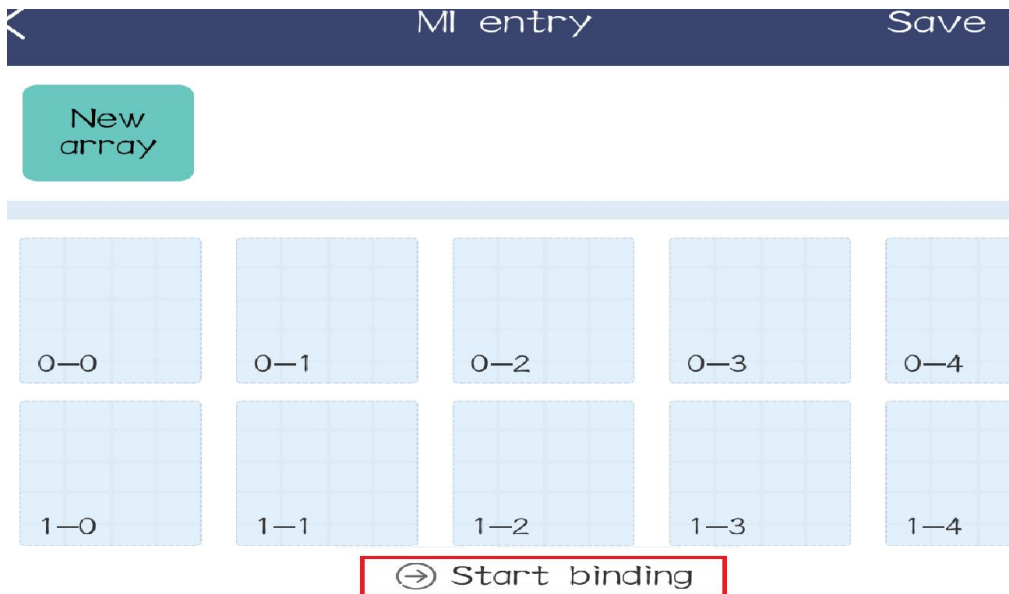 MI entry Save
New
array
0—0 0—1 0—2 0—3 0—4
1—0 1—1 1—2 1—3 1—4
Start binding